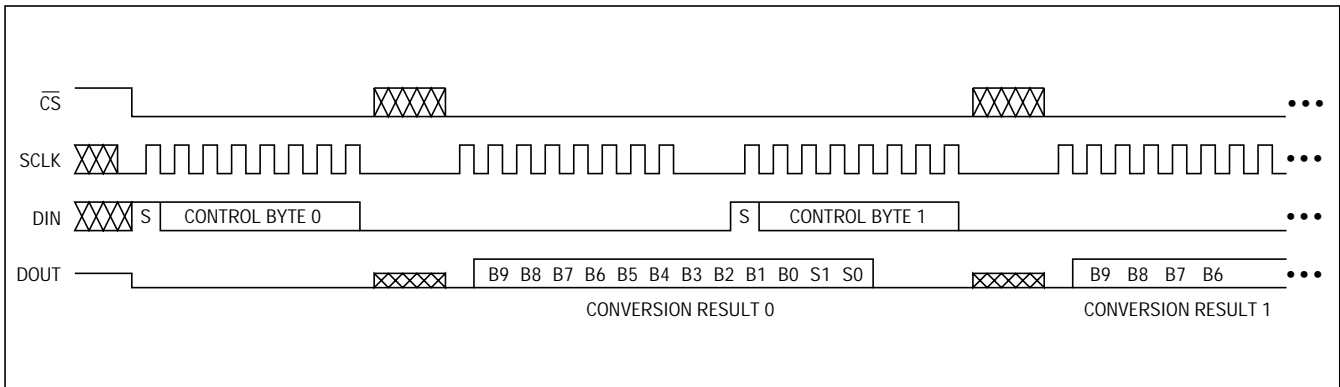 CS
SCLK
DIN S CONTROL BYTE 0 S CONTROL BYTE 1
DOUT B9 B8 B7 B6 B5 B4 B3 B2 B1 B0 S1 S0 B9 B8 B7 B6
CONVERSION RESULT 0 CONVERSION RESULT 1